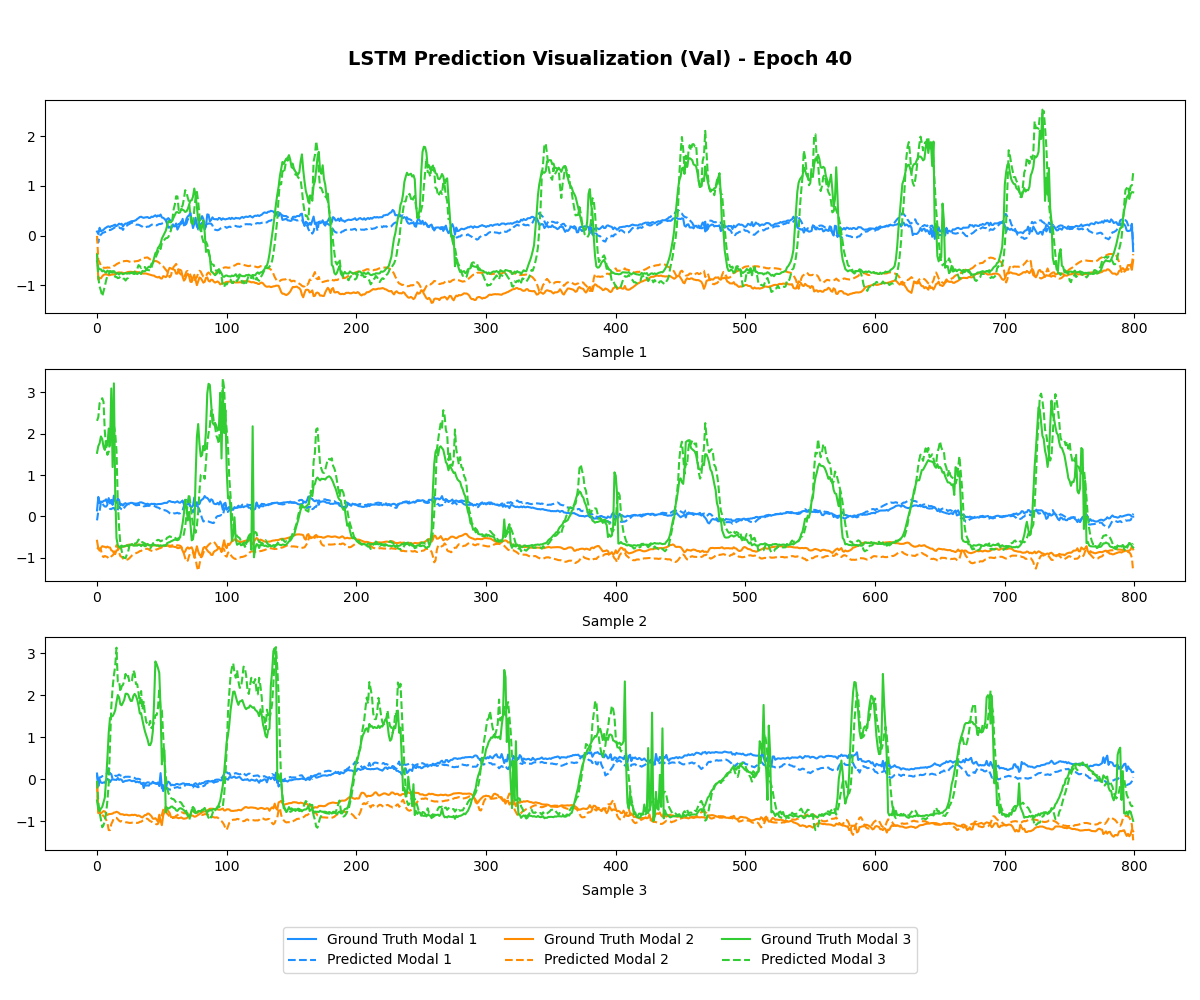 LSTM Prediction Visualization (Val) - Epoch 40
2
1
0
−1
0 100 200 300 400 500 600 700 800
Sample 1
3
2
1
0
−1
0 100 200 300 400 500 600 700 800
Sample 2
3
2
1
0
−1
0 100 200 300 400 500 600 700 800
Sample 3
Ground Truth Modal 1 Ground Truth Modal 2 Ground Truth Modal 3
Predicted Modal 1 Predicted Modal 2 Predicted Modal 3